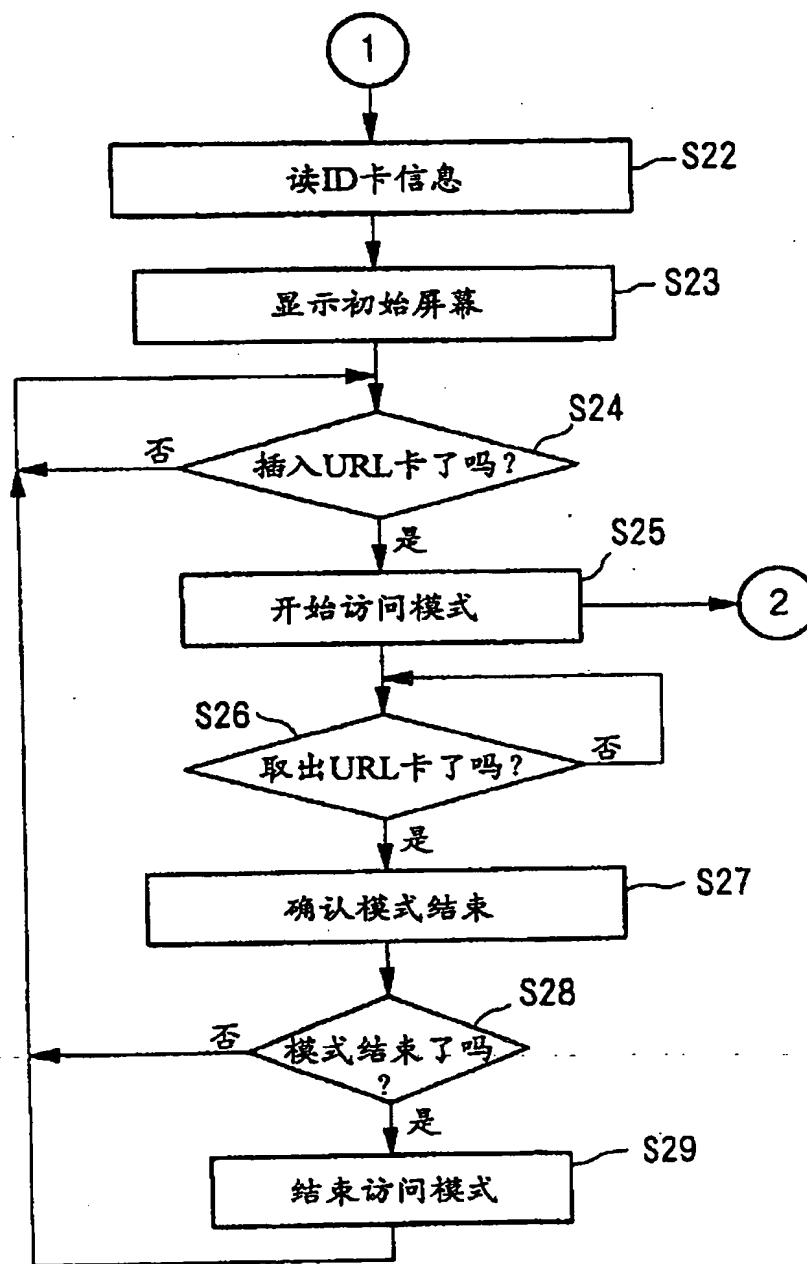 1
读ID卡信息
S22
显示初始屏幕
S23
S24
否
插入URL卡了吗?
是
S25
开始访问模式
2
S26
取出URL卡了吗?
否
是
S27
确认模式结束
S28
否
模式结束了吗
?
是
S29
结束访问模式